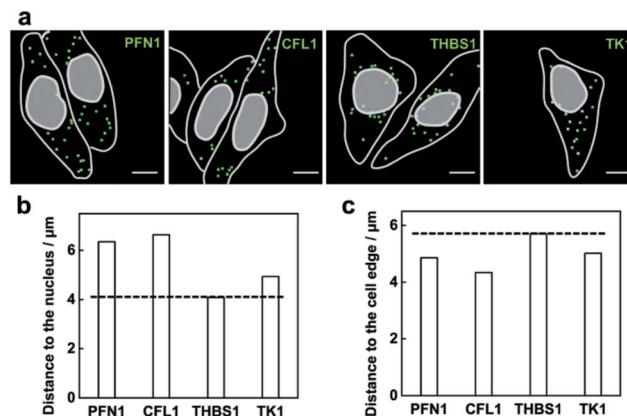 a
PFN1 CFL1 THBS1 TK1
b
Distance to the nucleus / μm
6
4
2
0
PFN1 CFL1 THBS1 TK1
c
Distance to the cell edge / μm
6
4
2
0
PFN1 CFL1 THBS1 TK1